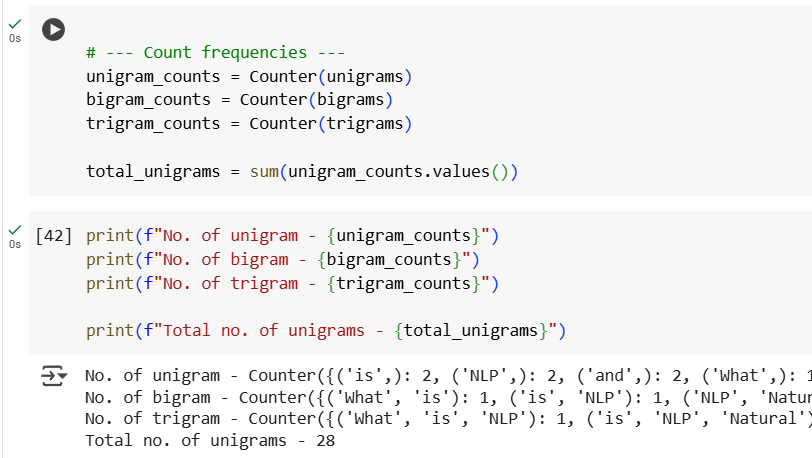 0s
# --- Count frequencies ---
unigram_counts = Counter(unigrams)
bigram_counts = Counter(bigrams)
trigram_counts = Counter(trigrams)
total_unigrams = sum(unigram_counts.values())
0s
[42] print(f"No. of unigram - {unigram_counts}")
print(f"No. of bigram - {bigram_counts}")
print(f"No. of trigram - {trigram_counts}")
print(f"Total no. of unigrams - {total_unigrams}")
No. of unigram - Counter({('is',): 2, ('NLP',): 2, ('and',): 2, ('What',): 1
No. of bigram - Counter({('What', 'is'): 1, ('is', 'NLP'): 1, ('NLP', 'Natur
No. of trigram - Counter({('What', 'is', 'NLP'): 1, ('is', 'NLP', 'Natural')
Total no. of unigrams - 28